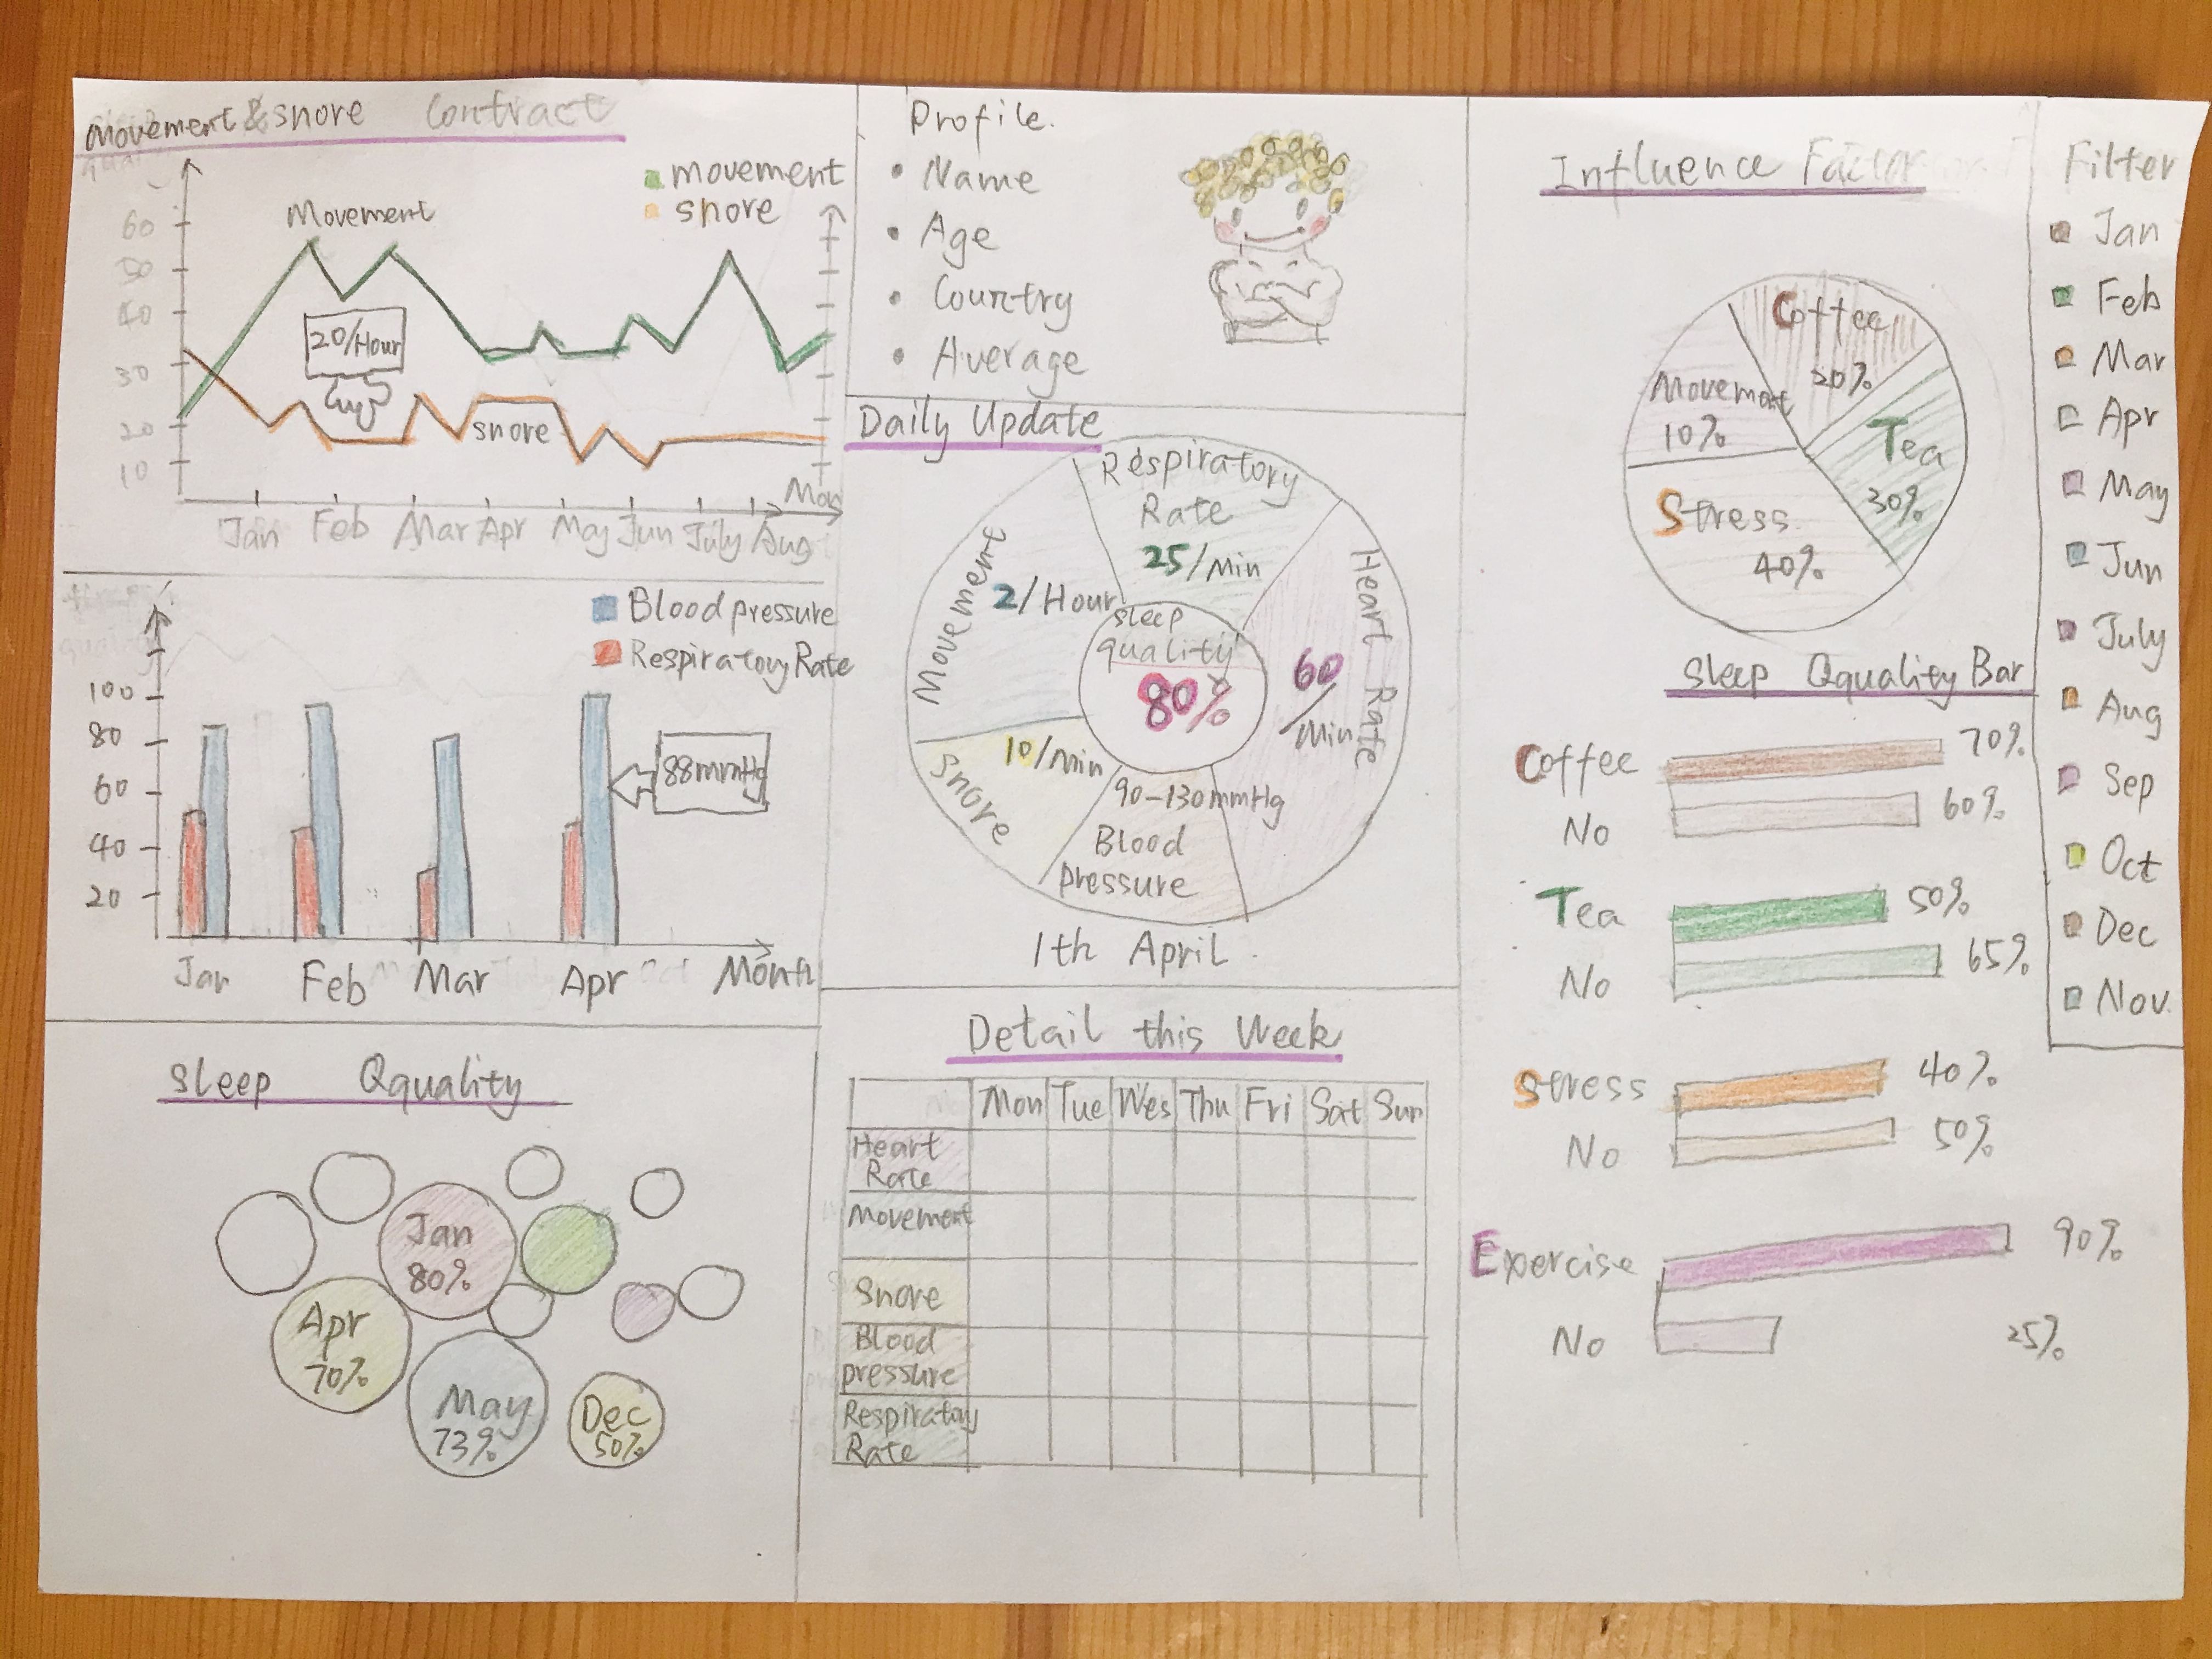 Movement & snore Contract
movement
snore
Movement
60
50
40
30
20
10
20/Hour
snore
Mon
Jan Feb Mar Apr May Jun July Aug
Blood pressure
Respiratory Rate
100
80
60
40
20
88mmHg
Jan Feb Mar Apr Month
Sleep Qquality
Jan
80%
Apr
70%
May
73%
Dec
50%
Profile.
• Name
• Age
• Country
• Average
Daily Update
Respiratory
Rate
25/Min
Movement
2/Hour
Heart Rate
60
/Min
sleep
quality
80%
10/Min
Snore
90-130mmHg
Blood
pressure
1th April.
Detail this Week
Mon Tue Wes Thu Fri Sat Sun
Heart
Rate
Movement
Snore
Blood
pressure
Respiratory
Rate
Influence Factor
Coffee
20%
Movement
10%
Tea
30%
Stress
40%
Sleep Qquality Bar
Coffee 70%
No 60%
Tea 50%
No 65%
Stress 40%
No 50%
Exercise 90%
No 25%
Filter
Jan
Feb
Mar
Apr
May
Jun
July
Aug
Sep
Oct
Dec
Nov.